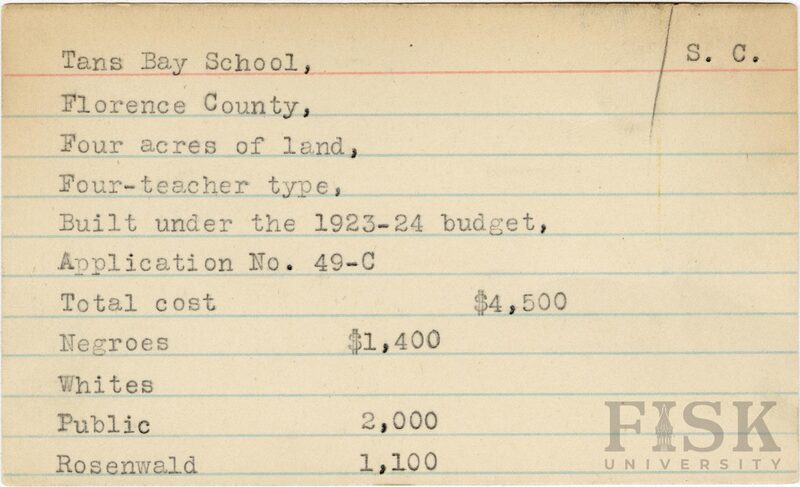 Tans Bay School, S. C.
Florence County,
Four acres of land,
Four-teacher type,
Built under the 1923-24 budget,
Application No. 49-C
Total cost $4,500
Negroes $1,400
Whites
Public 2,000
Rosenwald 1,100
FISK
UNIVERSITY